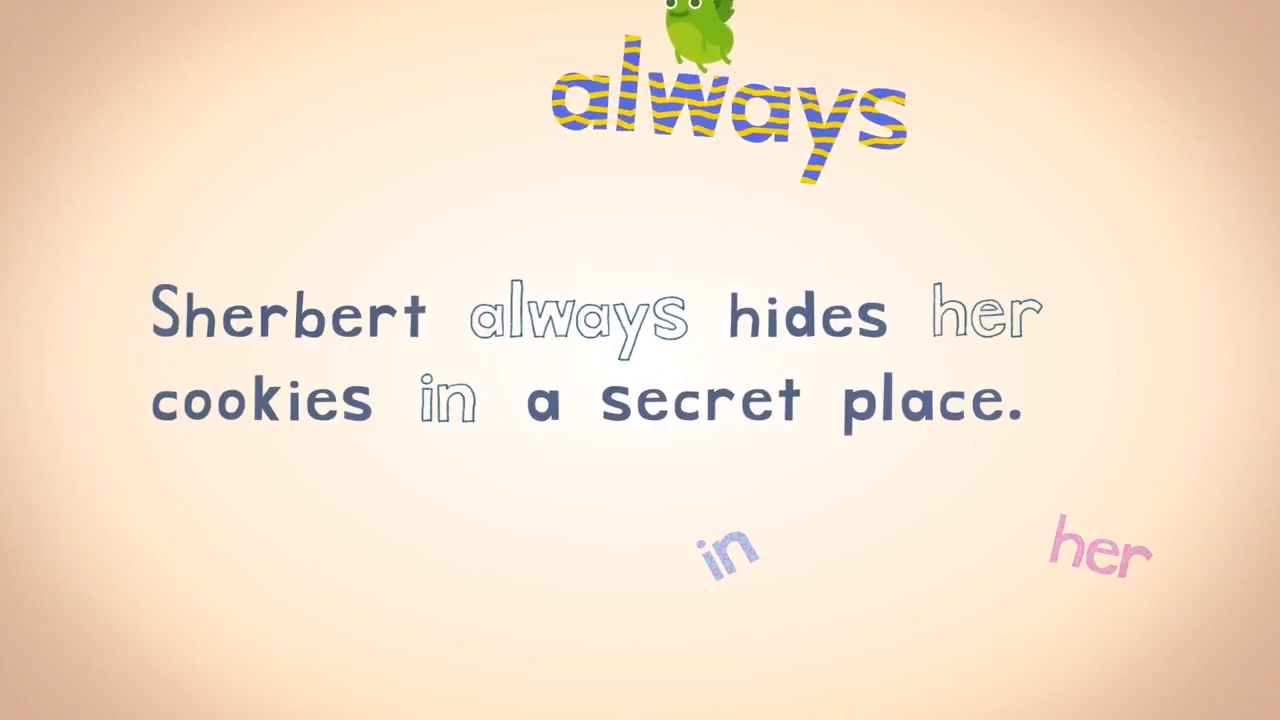 always
Sherbert always hides her
cookies in a secret place.
in
her